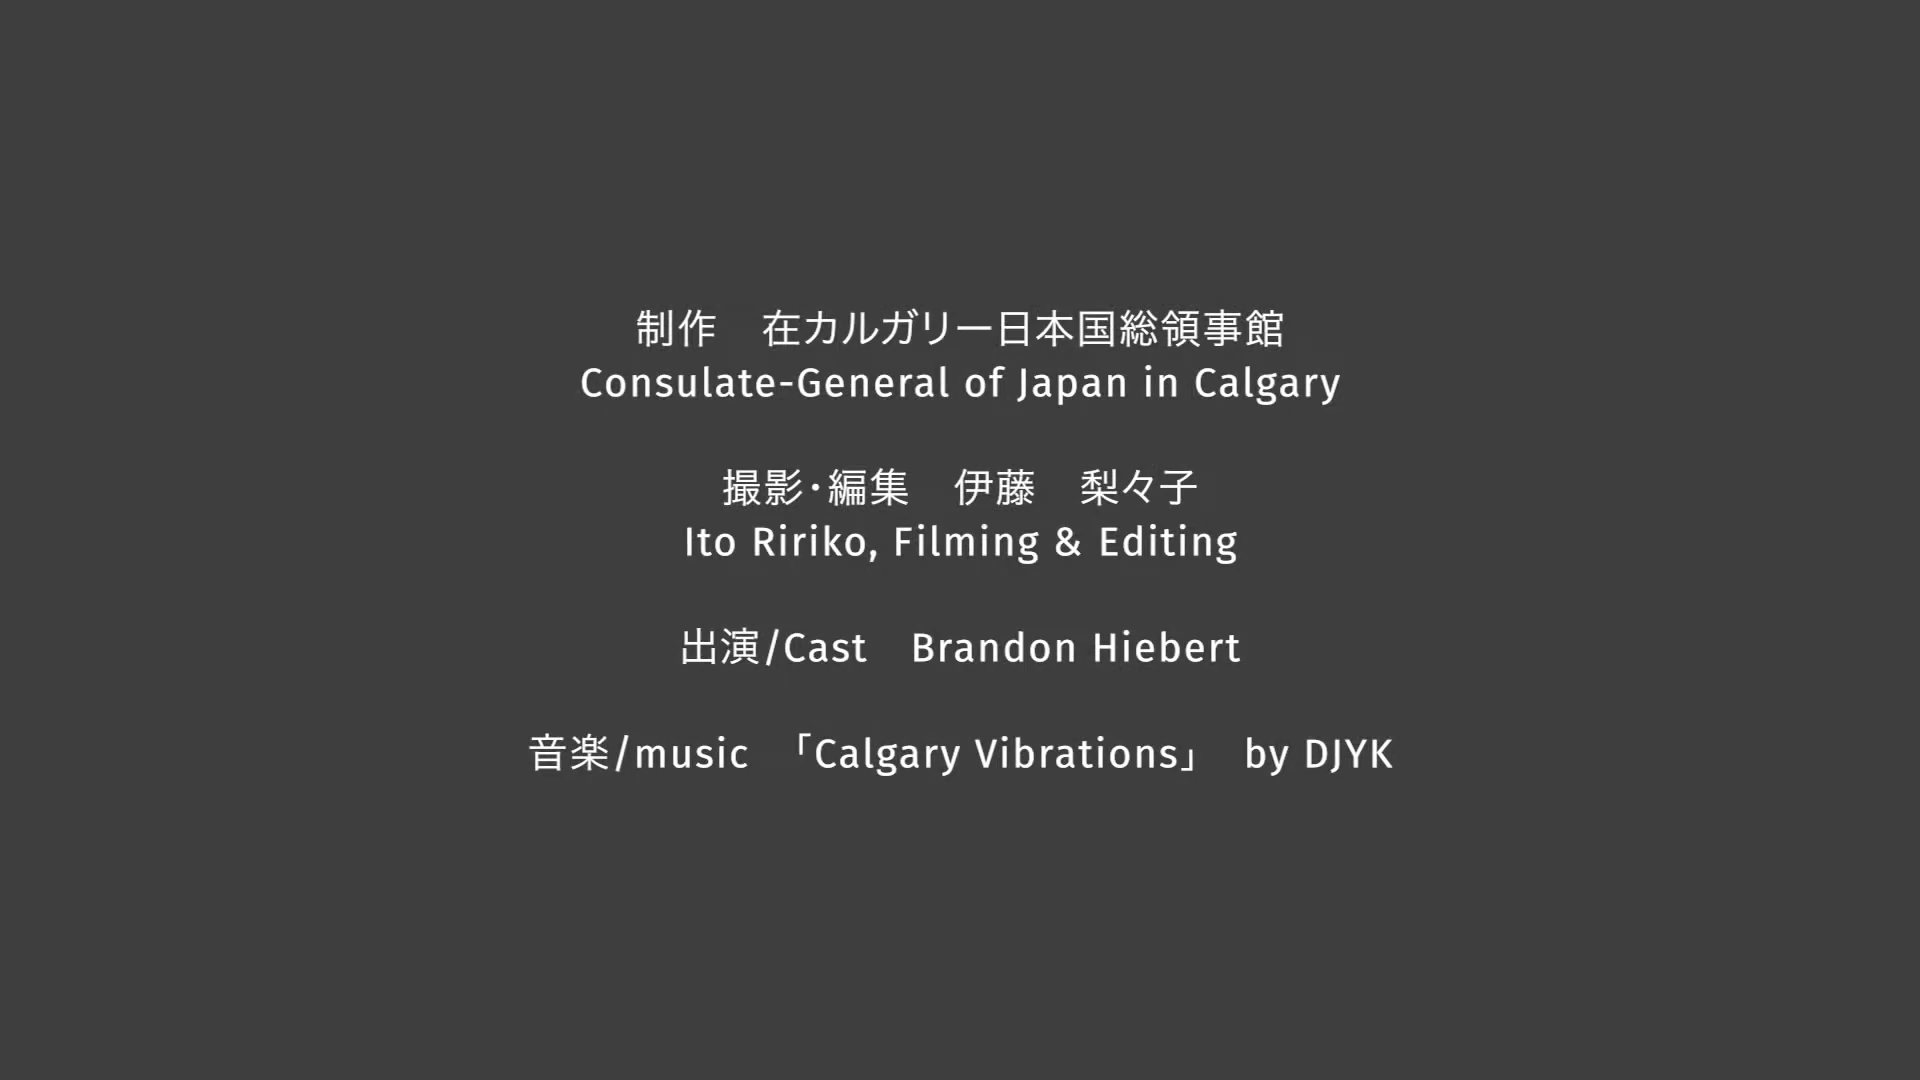 制作　在カルガリー日本国総領事館
Consulate-General of Japan in Calgary
撮影・編集　伊藤　梨々子
Ito Ririko, Filming & Editing
出演/Cast　Brandon Hiebert
音楽/music　「Calgary Vibrations」　by DJYK